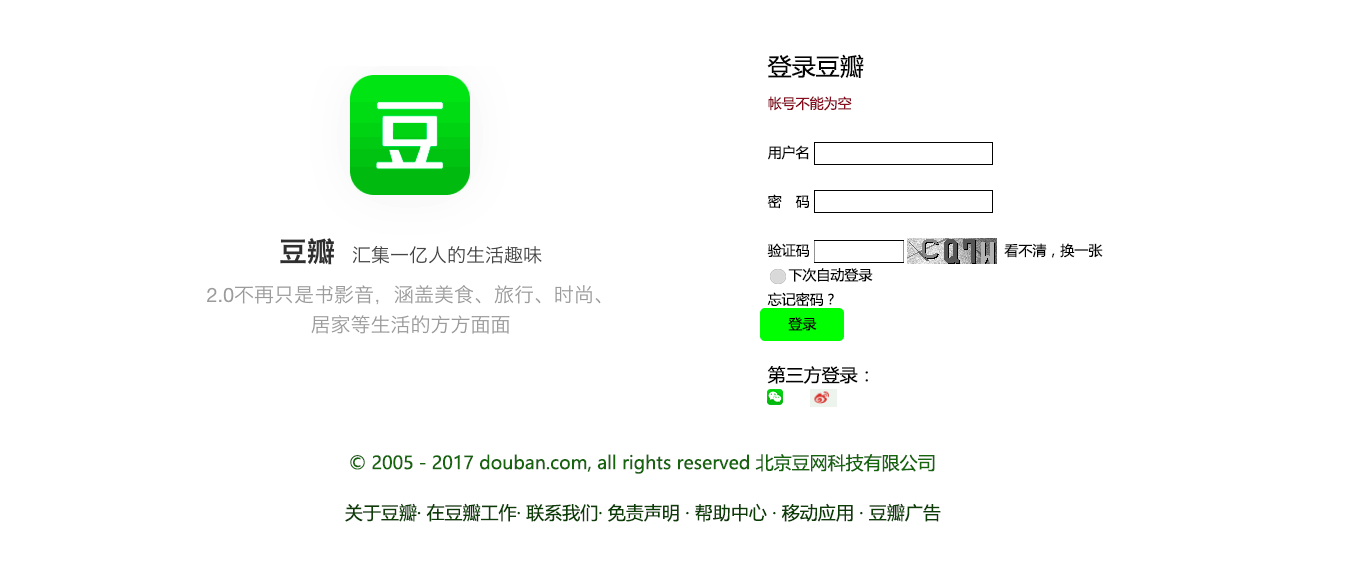 豆
豆瓣 汇集一亿人的生活趣味
2.0不再只是书影音，涵盖美食、旅行、时尚、
居家等生活的方方面面
登录豆瓣
帐号不能为空
用户名
密 码
验证码 看不清，换一张
下次自动登录
忘记密码？
登录
第三方登录：
© 2005 - 2017 douban.com, all rights reserved 北京豆网科技有限公司
关于豆瓣· 在豆瓣工作· 联系我们· 免责声明 · 帮助中心 · 移动应用 · 豆瓣广告